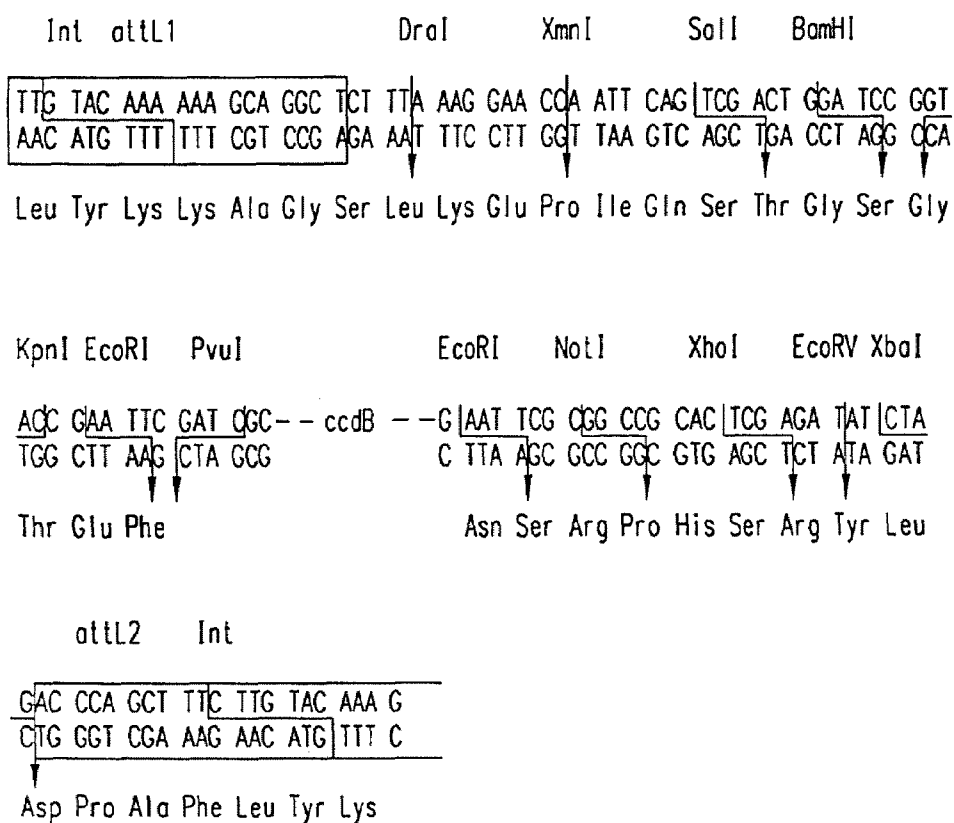 Int attL1 DraI XmnI SalI BamHI
TTG TAC AAA AAA GCA GGC TCT TTA AAG GAA CCA ATT CAG TCG ACT GGA TCC GGT
AAC ATG TTT TTT CGT CCG AGA AAT TTC CTT GGT TAA GTC AGC TGA CCT AGG CCA
Leu Tyr Lys Lys Ala Gly Ser Leu Lys Glu Pro Ile Gln Ser Thr Gly Ser Gly
KpnI EcoRI PvuI EcoRI NotI XhoI EcoRV XbaI
ACC GAA TTC GAT CGC -- ccdB --G AAT TCG CGG CCG CAC TCG AGA TAT CTA
TGG CTT AAG CTA GCG C TTA AGC GCC GGC GTG AGC TCT ATA GAT
Thr Glu Phe Asn Ser Arg Pro His Ser Arg Tyr Leu
attL2 Int
GAC CCA GCT TTC TTG TAC AAA G
CTG GGT CGA AAG AAC ATG TTT C
Asp Pro Ala Phe Leu Tyr Lys